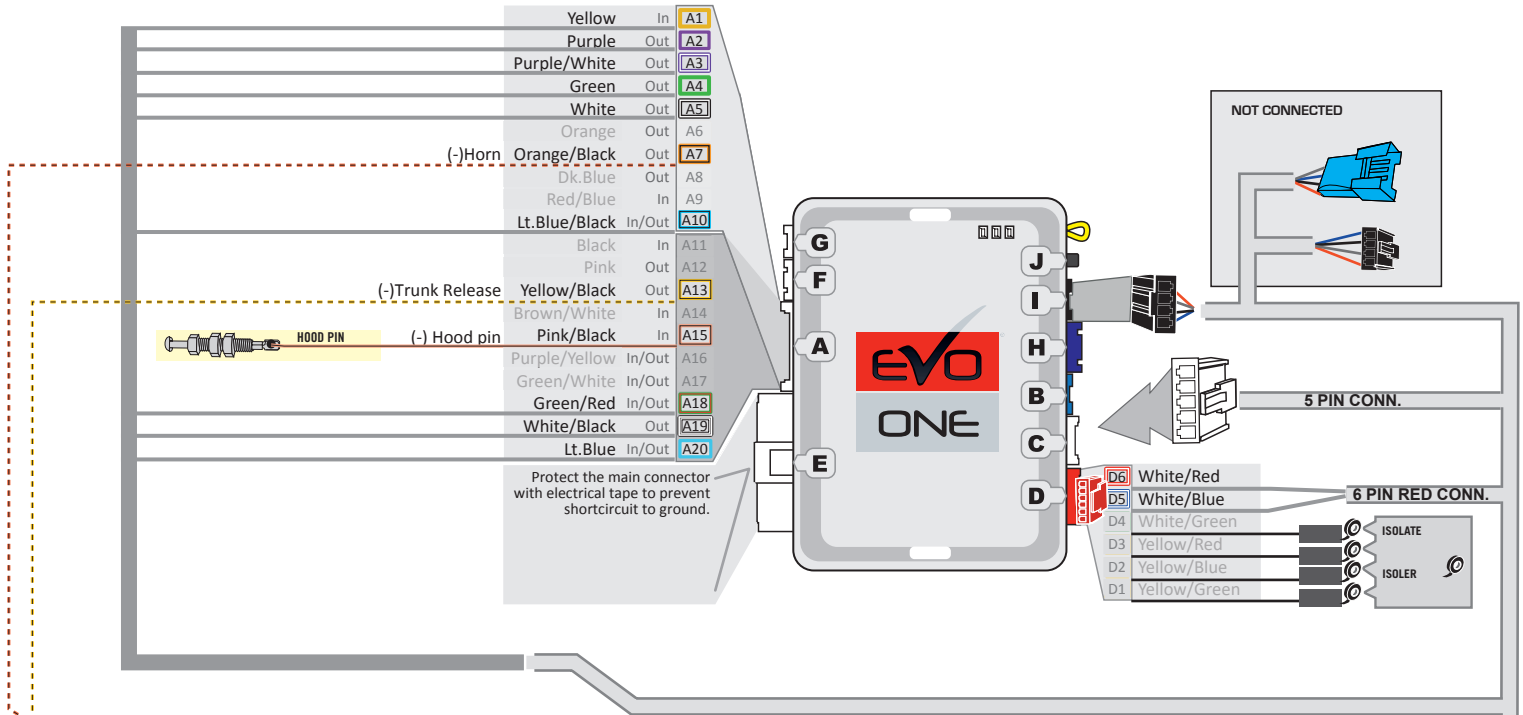 Yellow In A1
Purple Out A2
Purple/White Out A3
Green Out A4
White Out A5
Orange Out A6
(-)Horn Orange/Black Out A7
Dk.Blue Out A8
Red/Blue In A9
Lt.Blue/Black In/Out A10
Black In A11
Pink Out A12
(-)Trunk Release Yellow/Black Out A13
Brown/White In A14
HOOD PIN (-) Hood pin Pink/Black In A15
Purple/Yellow In/Out A16
Green/White In/Out A17
Green/Red In/Out A18
White/Black Out A19
Lt.Blue In/Out A20
Protect the main connector
with electrical tape to prevent
shortcircuit to ground.
G
F
A
E
J
I
H
B
C
D
EVO
ONE
NOT CONNECTED
5 PIN CONN.
D6 White/Red
D5 White/Blue
6 PIN RED CONN.
D4 White/Green
D3 Yellow/Red
D2 Yellow/Blue
D1 Yellow/Green
ISOLATE
ISOLER